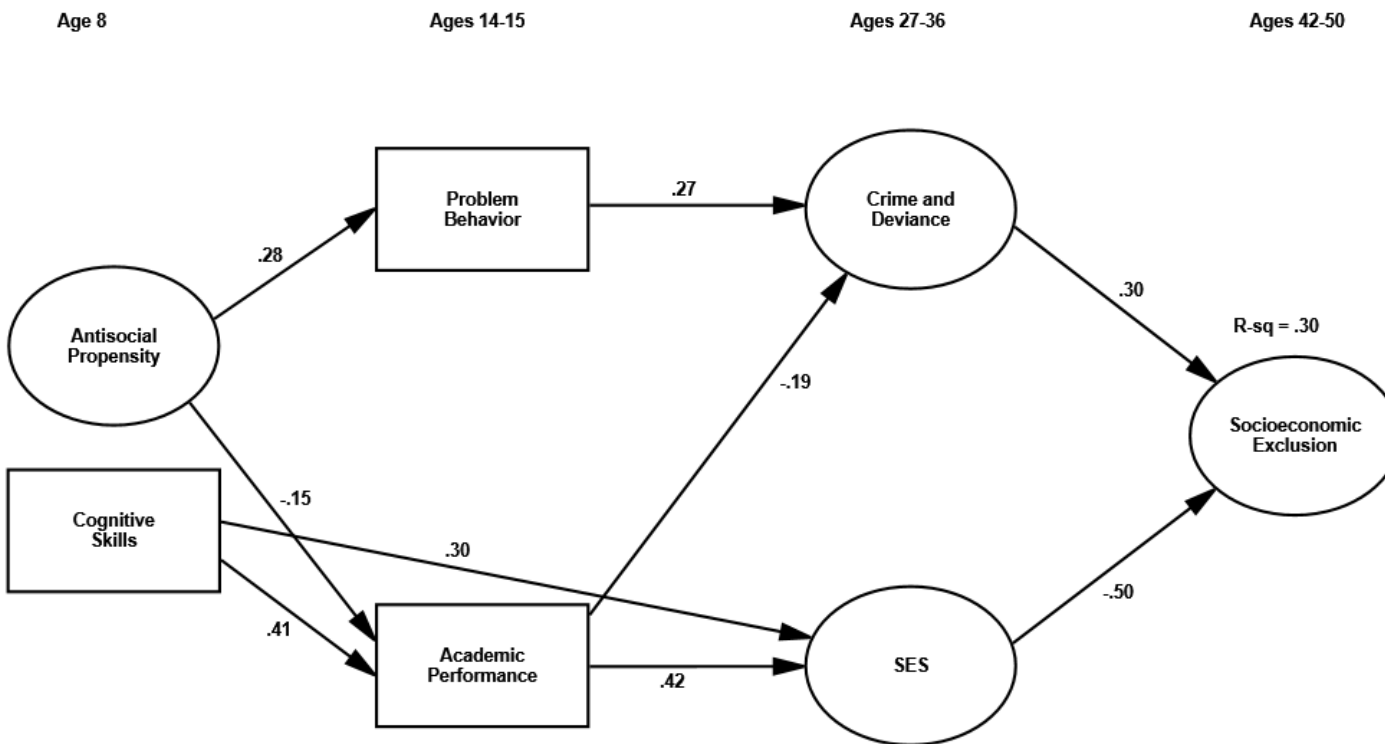 Age 8
Ages 14-15
Ages 27-36
Ages 42-50
Problem
Behavior
.27
Crime and
Deviance
.28
.30
R-sq = .30
Antisocial
Propensity
-.19
Socioeconomic
Exclusion
-.15
Cognitive
Skills
.30
.41
-.50
Academic
Performance
.42
SES